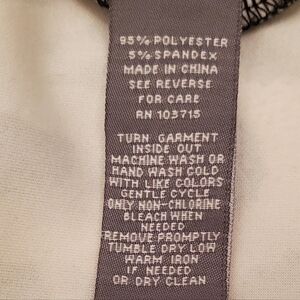 95% POLYESTER
5% SPANDEX
MADE IN CHINA
SEE REVERSE
FOR CARE
RN 103715
TURN GARMENT
INSIDE OUT
MACHINE WASH OR
HAND WASH COLD
WITH LIKE COLORS
GENTLE CYCLE
ONLY NON-CHLORINE
BLEACH WHEN
NEEDED
REMOVE PROMPTLY
TUMBLE DRY LOW
WARM IRON
IF NEEDED
OR DRY CLEAN